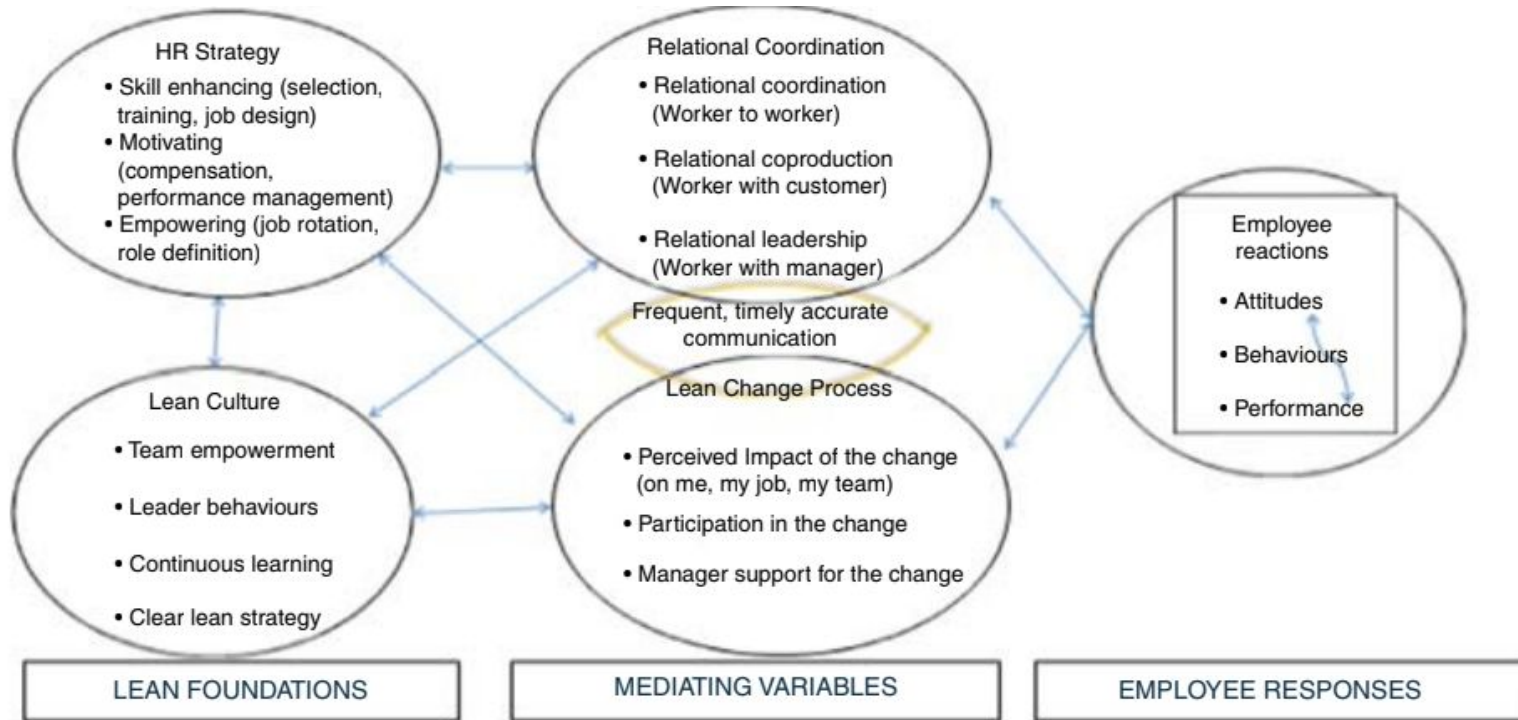 HR Strategy
• Skill enhancing (selection,
training, job design)
• Motivating
(compensation,
performance management)
• Empowering (job rotation,
role definition)
Relational Coordination
• Relational coordination
(Worker to worker)
• Relational coproduction
(Worker with customer)
• Relational leadership
(Worker with manager)
Frequent, timely accurate
communication
Lean Culture
• Team empowerment
• Leader behaviours
• Continuous learning
• Clear lean strategy
Lean Change Process
• Perceived Impact of the change
(on me, my job, my team)
• Participation in the change
• Manager support for the change
Employee
reactions
• Attitudes
• Behaviours
• Performance
LEAN FOUNDATIONS
MEDIATING VARIABLES
EMPLOYEE RESPONSES